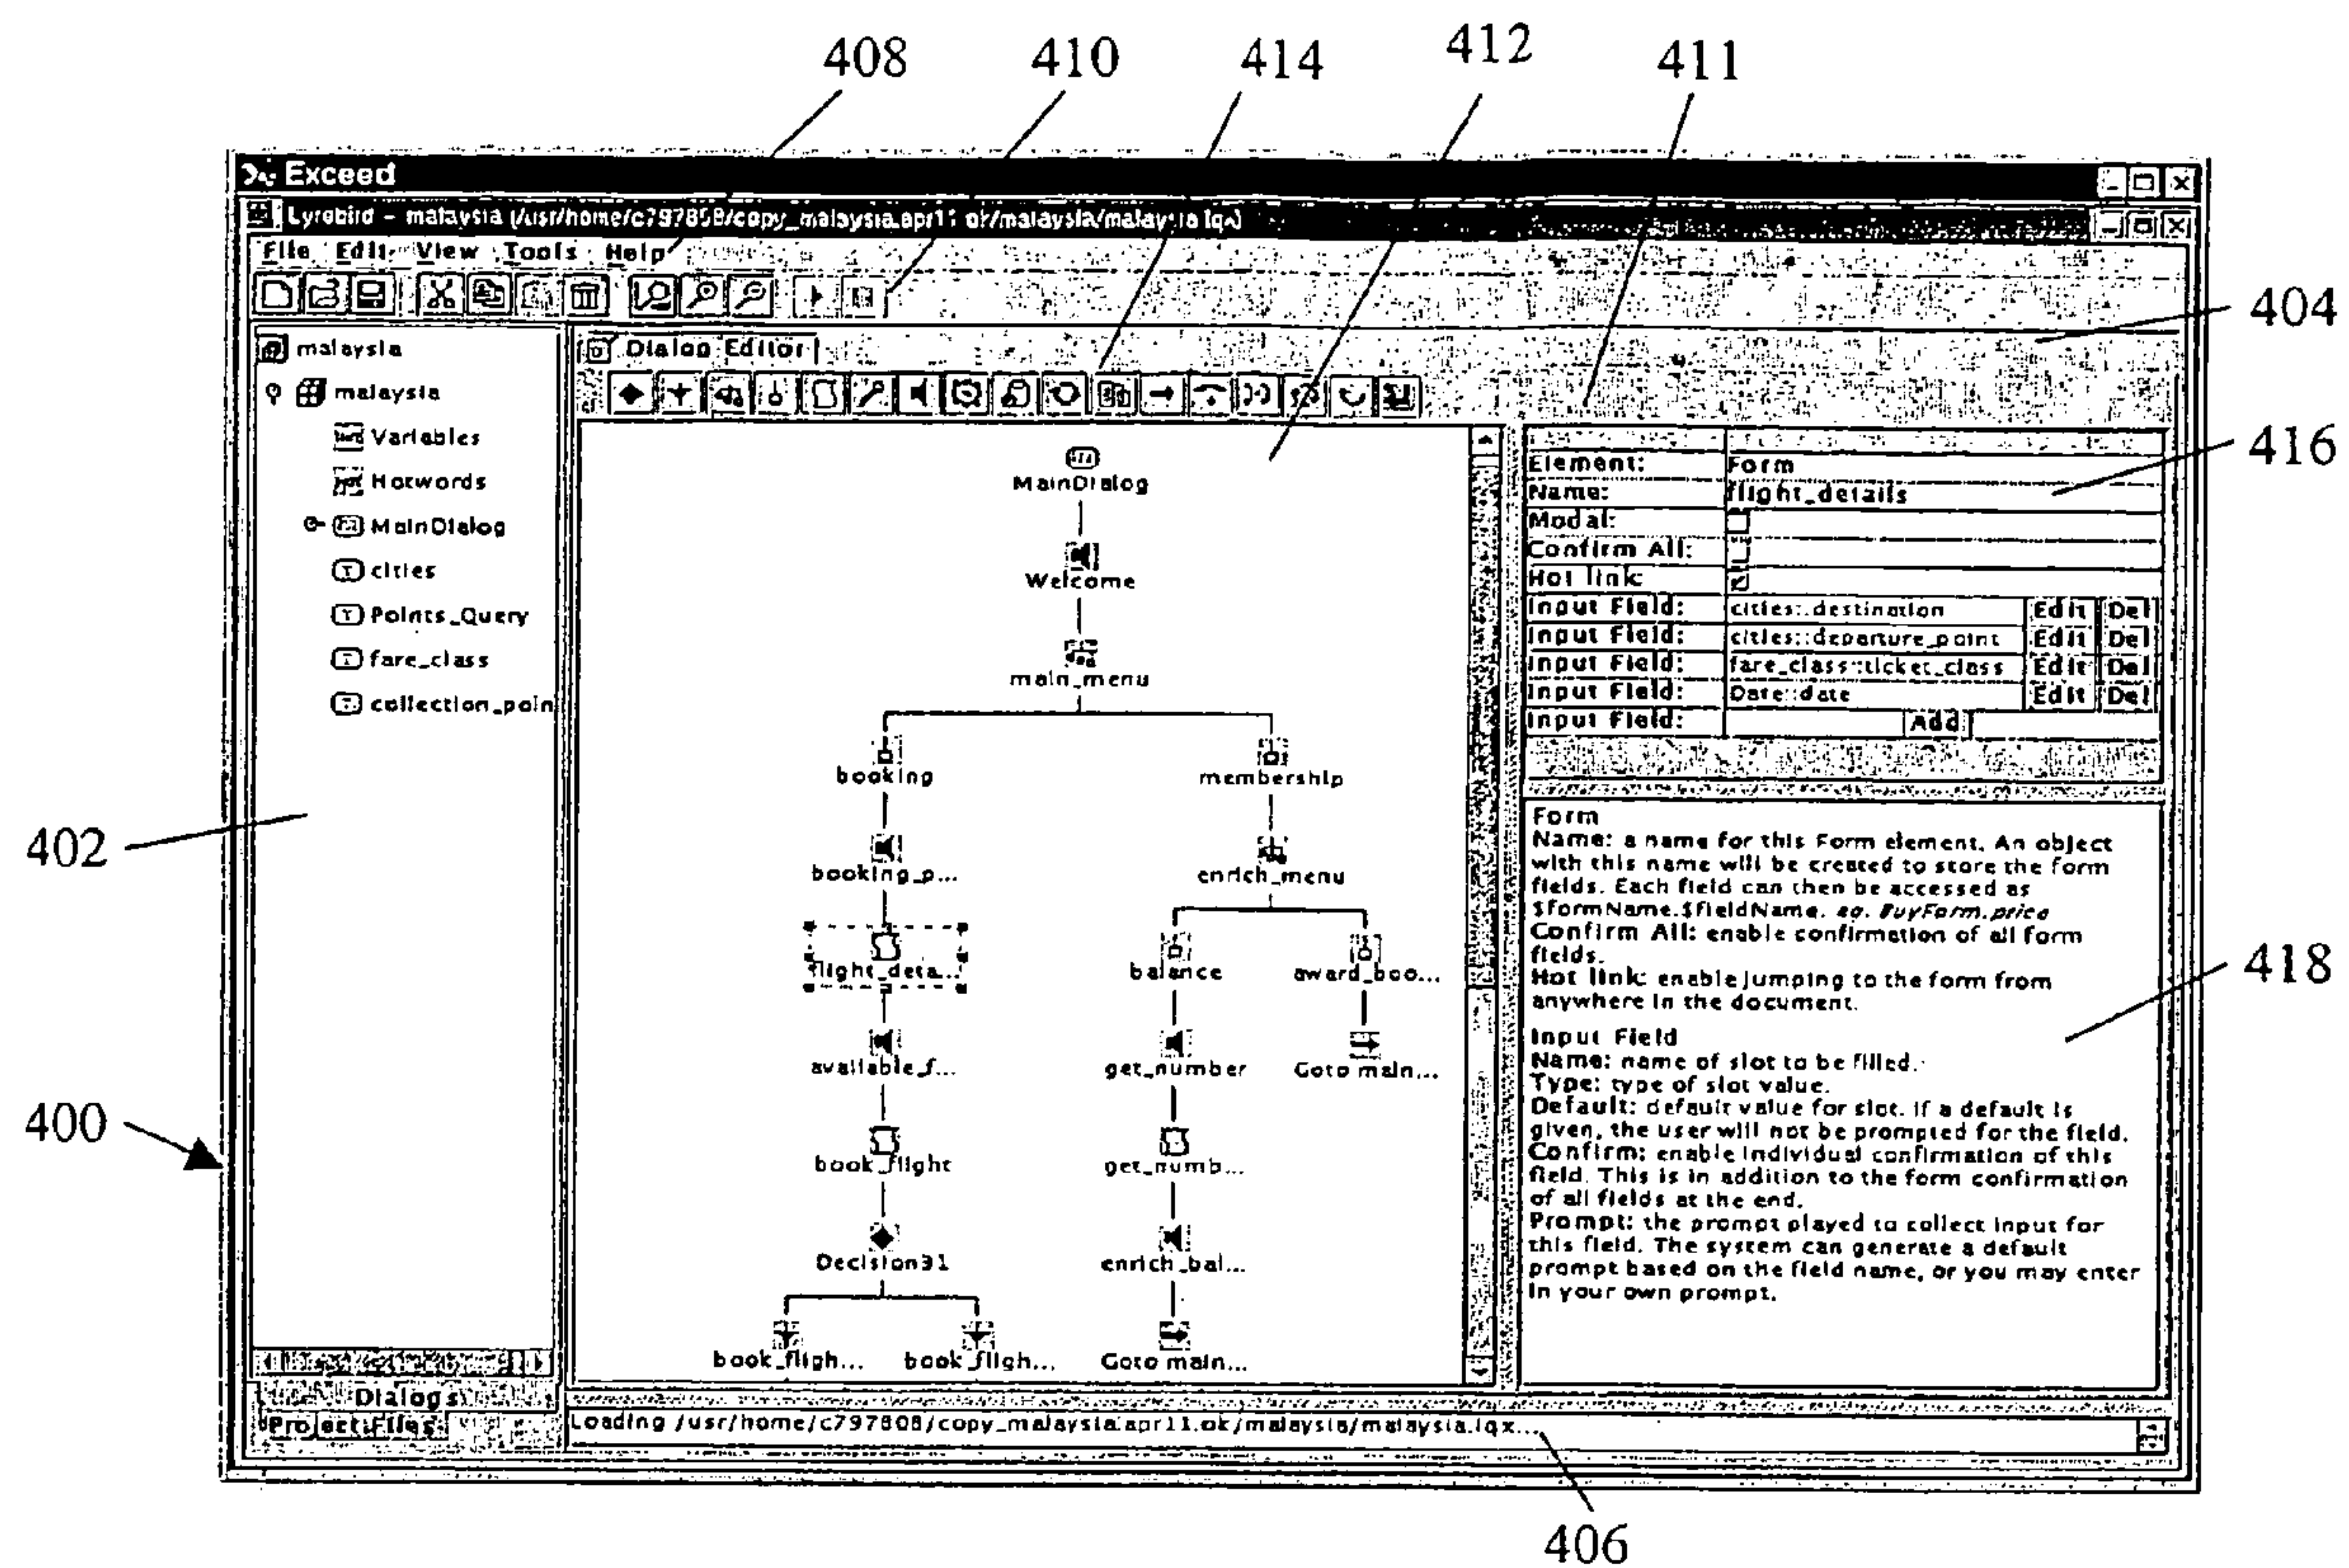 408 410 414 412 411
Exceed
Lyrebird - malaysia (/usr/home/c797808/copy_malaysia.apr11.ok/malaysia/malaysia.lqx)
File Edit View Tools Help
404
malaysia
malaysia
Variables
Hotwords
MainDialog
cities
Points_Query
fare_class
collection_poin
402
400
Dialogs
Project Files
Dialog Editor
MainDialog
Welcome
main_menu
booking membership
booking_p... enrich_menu
flight_deta... balance award_boo...
available_f... get_number Goto main...
book_flight get_numb...
Decision31 enrich_bal...
book_fligh... book_fligh... Goto main...
416
Element: Form
Name: flight_details
Modal:
Confirm All:
Hot link:
Input Field: cities::destination Edit Del
Input Field: cities::departure_point Edit Del
Input Field: fare_class::ticket_class Edit Del
Input Field: Date::date Edit Del
Input Field: Add
Form
Name: a name for this Form element. An object
with this name will be created to store the form
fields. Each field can then be accessed as
$formName.$fieldName. eg. BuyForm.price
Confirm All: enable confirmation of all form
fields.
Hot link: enable jumping to the form from
anywhere in the document.
418
Input Field
Name: name of slot to be filled.
Type: type of slot value.
Default: default value for slot. if a default is
given, the user will not be prompted for the field.
Confirm: enable individual confirmation of this
field. This is in addition to the form confirmation
of all fields at the end.
Prompt: the prompt played to collect input for
this field. The system can generate a default
prompt based on the field name, or you may enter
in your own prompt.
Loading /usr/home/c797808/copy_malaysia.apr11.ok/malaysia/malaysia.lqx...
406